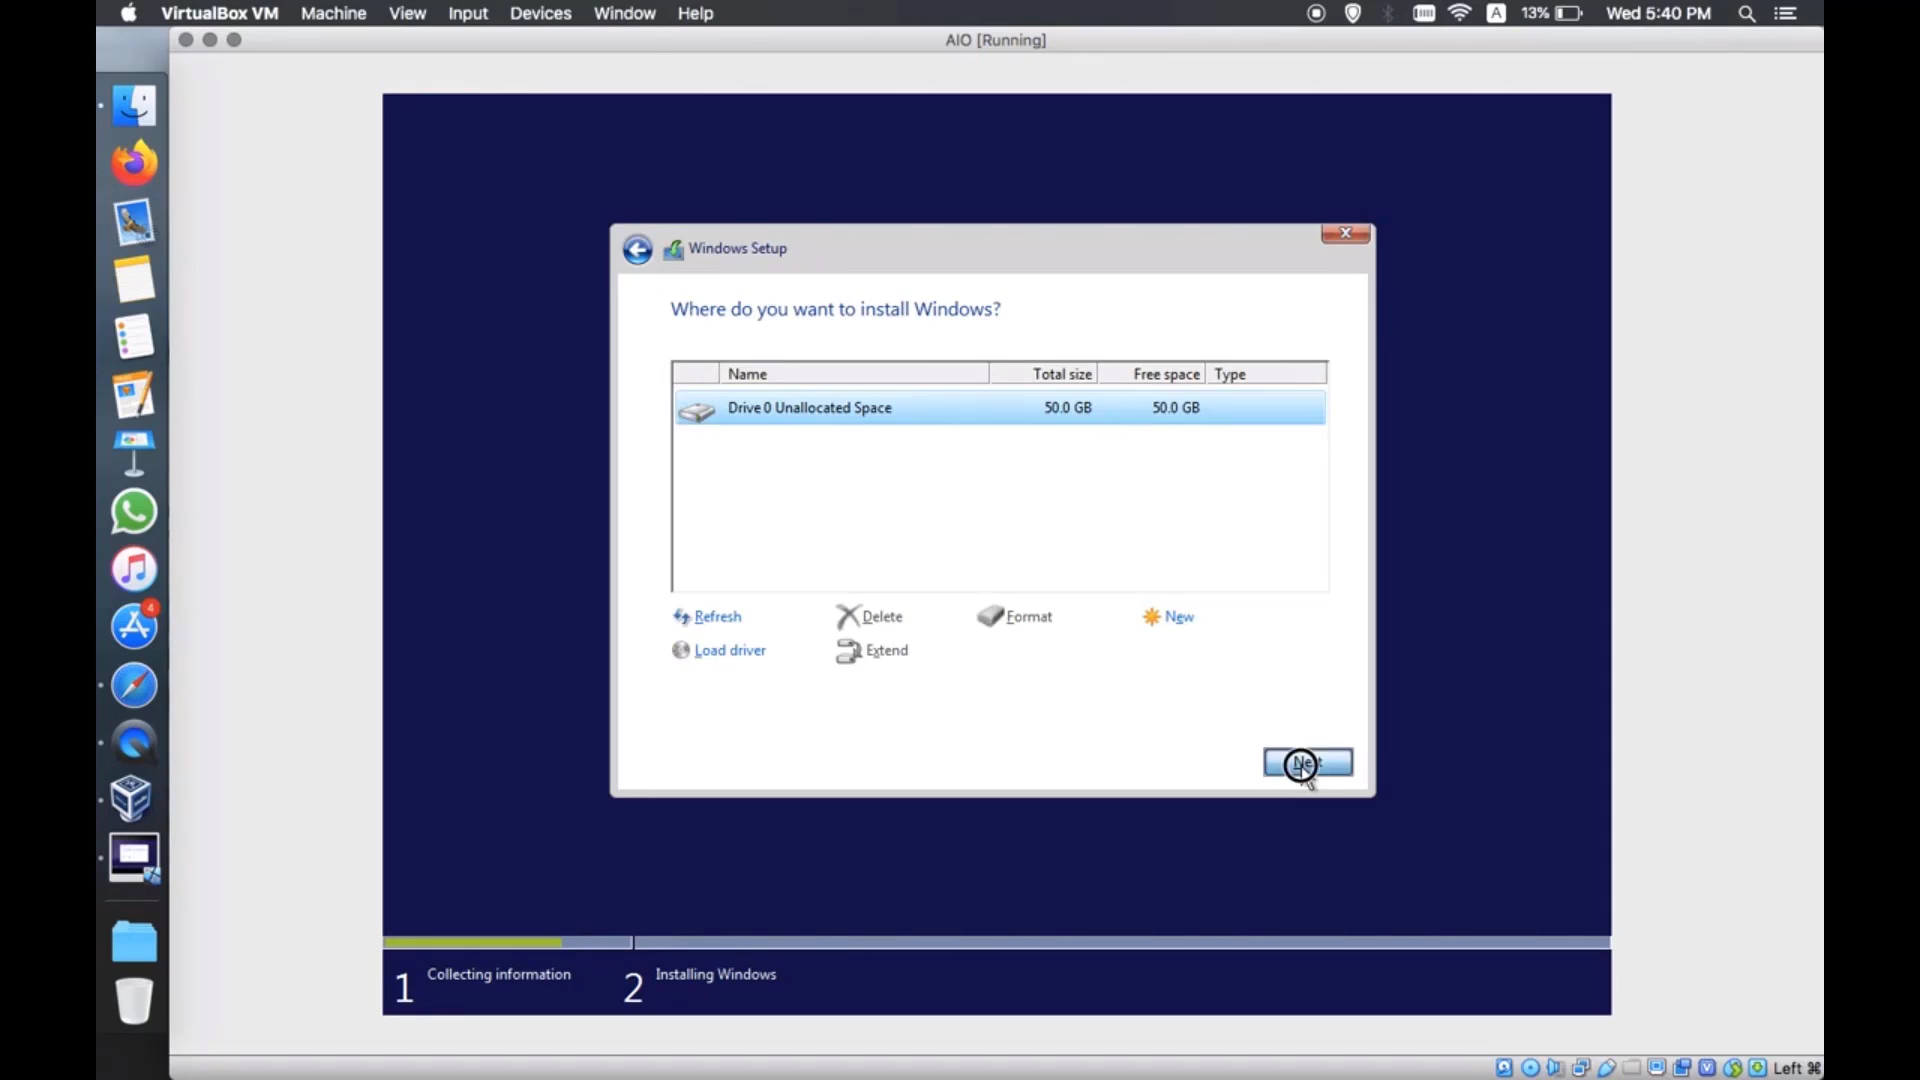 VirtualBox VM Machine View Input Devices Window Help A 13% Wed 5:40 PM
AIO [Running]
Windows Setup
Where do you want to install Windows?
Name Total size Free space Type
Drive 0 Unallocated Space 50.0 GB 50.0 GB
Refresh Delete Format New
Load driver Extend
Next
4
1 Collecting information 2 Installing Windows
Left ⌘